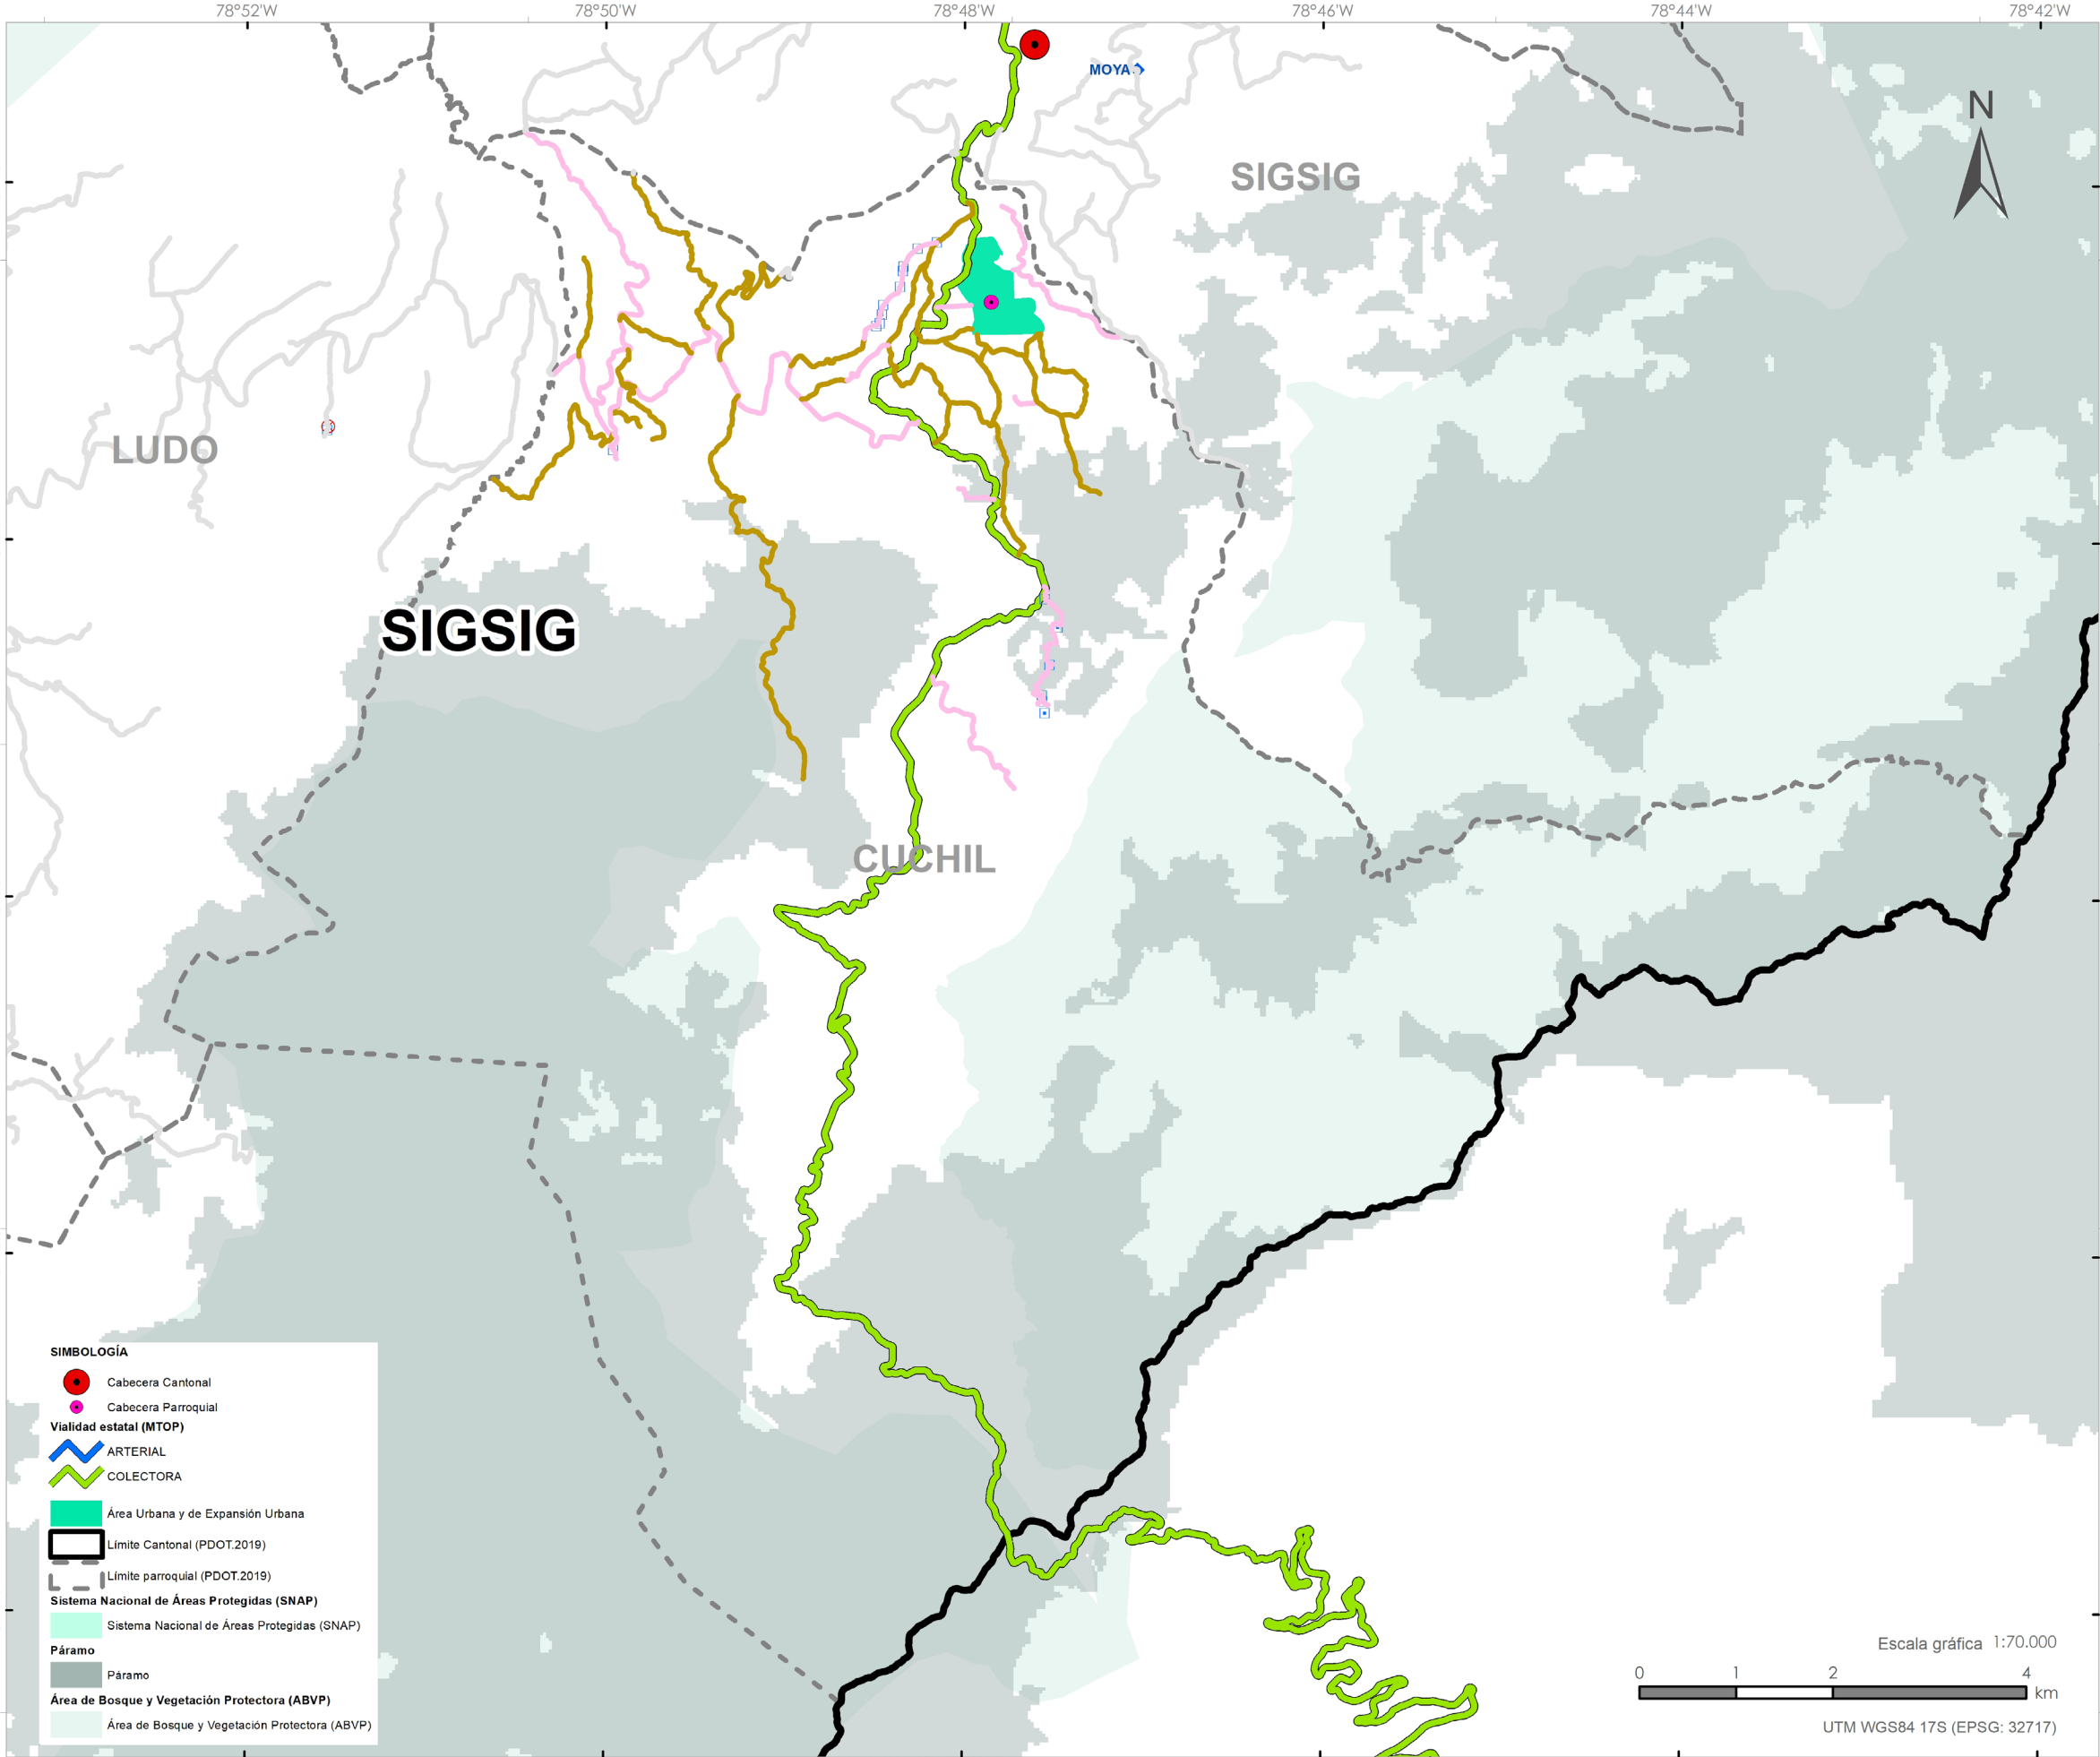 78°52'W 78°50'W 78°48'W 78°46'W 78°44'W 78°42'W
MOYA
N
SIGSIG
LUDO
SIGSIG
CUCHIL
SIMBOLOGÍA
Cabecera Cantonal
Cabecera Parroquial
Vialidad estatal (MTOP)
ARTERIAL
COLECTORA
Área Urbana y de Expansión Urbana
Límite Cantonal (PDOT.2019)
Límite parroquial (PDOT.2019)
Sistema Nacional de Áreas Protegidas (SNAP)
Sistema Nacional de Áreas Protegidas (SNAP)
Páramo
Páramo
Área de Bosque y Vegetación Protectora (ABVP)
Área de Bosque y Vegetación Protectora (ABVP)
Escala gráfica 1:70.000
0 1 2 4
km
UTM WGS84 17S (EPSG: 32717)